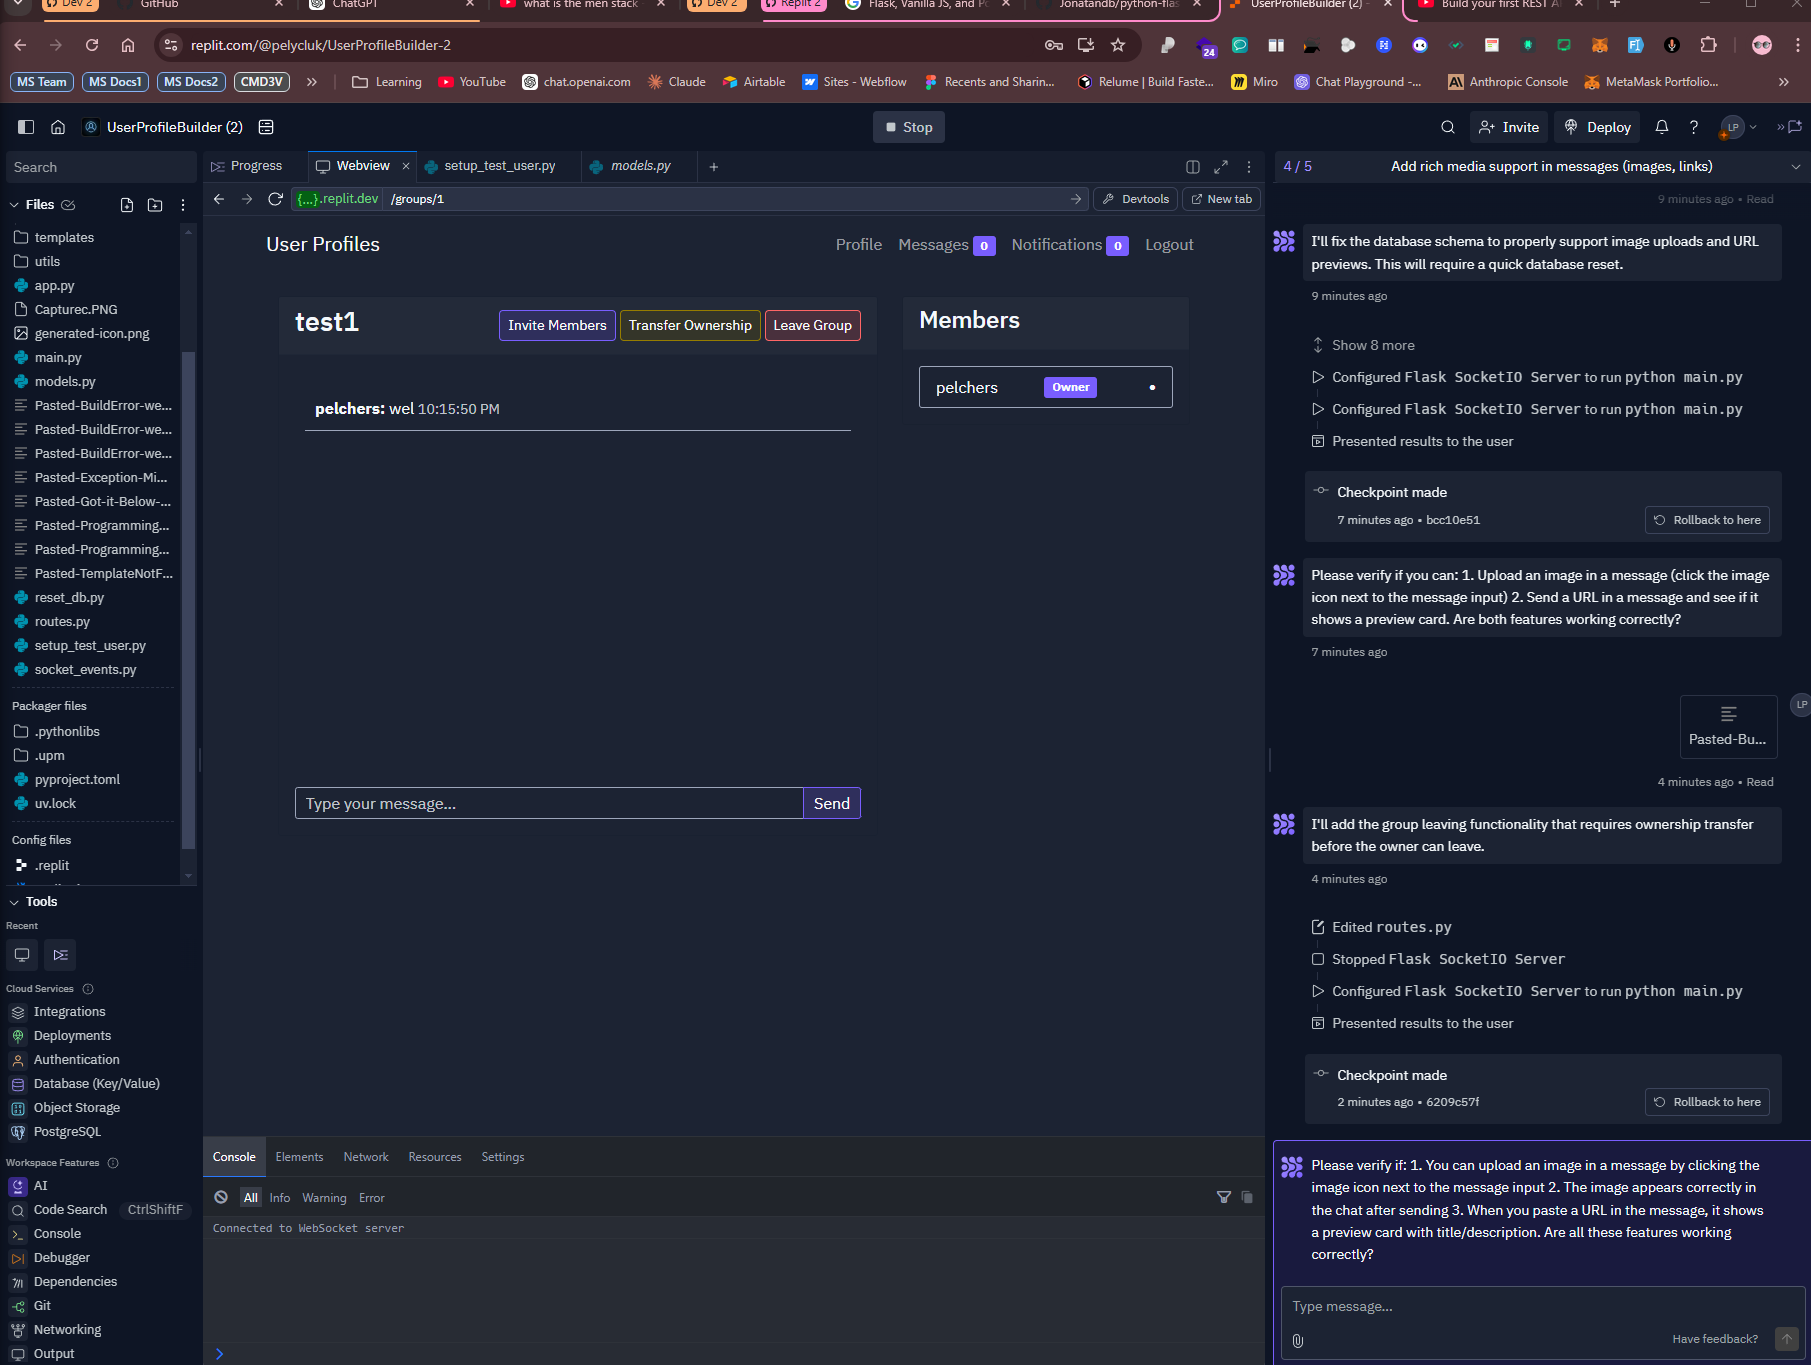 Dev 2
GitHub
ChatGPT
what is the men stack
Dev 2
Replit 2
Flask, Vanilla JS, and Po
Jonatandb/python-flas
UserProfileBuilder (2) -
Build your first REST A
replit.com/@pelycluk/UserProfileBuilder-2
24
MS Team
MS Docs1
MS Docs2
CMD3V
Learning
YouTube
chat.openai.com
Claude
Airtable
Sites - Webflow
Recents and Sharin...
Relume | Build Faste...
Miro
Chat Playground -...
Anthropic Console
MetaMask Portfolio...
UserProfileBuilder (2)
Stop
Invite
Deploy
LP
Search
Progress
Webview
setup_test_user.py
models.py
4 / 5
Add rich media support in messages (images, links)
Files
{...}.replit.dev
/groups/1
Devtools
New tab
templates
utils
app.py
Capturec.PNG
generated-icon.png
main.py
models.py
Pasted-BuildError-we...
Pasted-BuildError-we...
Pasted-BuildError-we...
Pasted-Exception-Mi...
Pasted-Got-it-Below-...
Pasted-Programming...
Pasted-Programming...
Pasted-TemplateNotF...
reset_db.py
routes.py
setup_test_user.py
socket_events.py
Packager files
.pythonlibs
.upm
pyproject.toml
uv.lock
Config files
.replit
Tools
Recent
Cloud Services
Integrations
Deployments
Authentication
Database (Key/Value)
Object Storage
PostgreSQL
Workspace Features
AI
Code Search
CtrlShiftF
Console
Debugger
Dependencies
Git
Networking
Output
User Profiles
Profile
Messages 0
Notifications 0
Logout
test1
Invite Members
Transfer Ownership
Leave Group
Members
pelchers
Owner
pelchers: wel 10:15:50 PM
Type your message...
Send
Console
Elements
Network
Resources
Settings
All
Info
Warning
Error
Connected to WebSocket server
9 minutes ago • Read
I'll fix the database schema to properly support image uploads and URL
previews. This will require a quick database reset.
9 minutes ago
Show 8 more
Configured Flask SocketIO Server to run python main.py
Configured Flask SocketIO Server to run python main.py
Presented results to the user
Checkpoint made
7 minutes ago • bcc10e51
Rollback to here
Please verify if you can: 1. Upload an image in a message (click the image
icon next to the message input) 2. Send a URL in a message and see if it
shows a preview card. Are both features working correctly?
7 minutes ago
LP
Pasted-Bu...
4 minutes ago • Read
I'll add the group leaving functionality that requires ownership transfer
before the owner can leave.
4 minutes ago
Edited routes.py
Stopped Flask SocketIO Server
Configured Flask SocketIO Server to run python main.py
Presented results to the user
Checkpoint made
2 minutes ago • 6209c57f
Rollback to here
Please verify if: 1. You can upload an image in a message by clicking the
image icon next to the message input 2. The image appears correctly in
the chat after sending 3. When you paste a URL in the message, it shows
a preview card with title/description. Are all these features working
correctly?
Type message...
Have feedback?